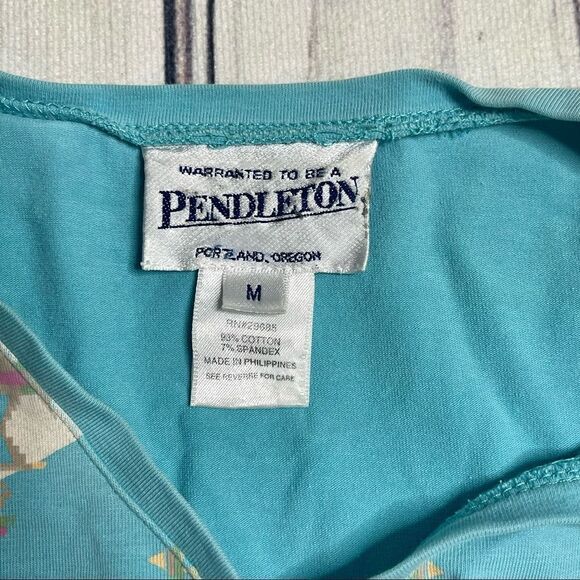 WARRANTED TO BE A
PENDLETON
PORTLAND, OREGON
M
RN#29685
93% COTTON
7% SPANDEX
MADE IN PHILIPPINES
SEE REVERSE FOR CARE